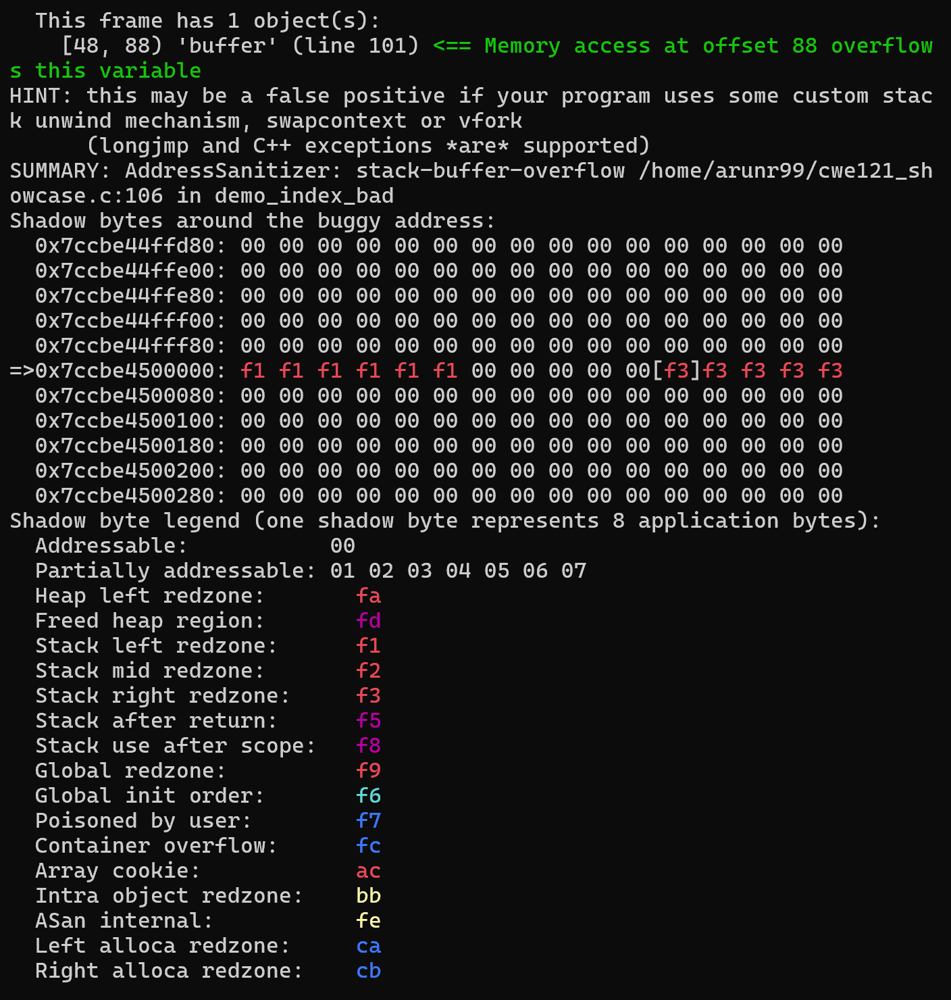 This frame has 1 object(s):
    [48, 88) 'buffer' (line 101) <== Memory access at offset 88 overflow
s this variable
HINT: this may be a false positive if your program uses some custom stac
k unwind mechanism, swapcontext or vfork
      (longjmp and C++ exceptions *are* supported)
SUMMARY: AddressSanitizer: stack-buffer-overflow /home/arunr99/cwe121_sh
owcase.c:106 in demo_index_bad
Shadow bytes around the buggy address:
  0x7ccbe44ffd80: 00 00 00 00 00 00 00 00 00 00 00 00 00 00 00 00
  0x7ccbe44ffe00: 00 00 00 00 00 00 00 00 00 00 00 00 00 00 00 00
  0x7ccbe44ffe80: 00 00 00 00 00 00 00 00 00 00 00 00 00 00 00 00
  0x7ccbe44fff00: 00 00 00 00 00 00 00 00 00 00 00 00 00 00 00 00
  0x7ccbe44fff80: 00 00 00 00 00 00 00 00 00 00 00 00 00 00 00 00
=>0x7ccbe4500000: f1 f1 f1 f1 f1 f1 00 00 00 00 00[f3]f3 f3 f3 f3
  0x7ccbe4500080: 00 00 00 00 00 00 00 00 00 00 00 00 00 00 00 00
  0x7ccbe4500100: 00 00 00 00 00 00 00 00 00 00 00 00 00 00 00 00
  0x7ccbe4500180: 00 00 00 00 00 00 00 00 00 00 00 00 00 00 00 00
  0x7ccbe4500200: 00 00 00 00 00 00 00 00 00 00 00 00 00 00 00 00
  0x7ccbe4500280: 00 00 00 00 00 00 00 00 00 00 00 00 00 00 00 00
Shadow byte legend (one shadow byte represents 8 application bytes):
  Addressable:           00
  Partially addressable: 01 02 03 04 05 06 07
  Heap left redzone:       fa
  Freed heap region:       fd
  Stack left redzone:      f1
  Stack mid redzone:       f2
  Stack right redzone:     f3
  Stack after return:      f5
  Stack use after scope:   f8
  Global redzone:          f9
  Global init order:       f6
  Poisoned by user:        f7
  Container overflow:      fc
  Array cookie:            ac
  Intra object redzone:    bb
  ASan internal:           fe
  Left alloca redzone:     ca
  Right alloca redzone:    cb